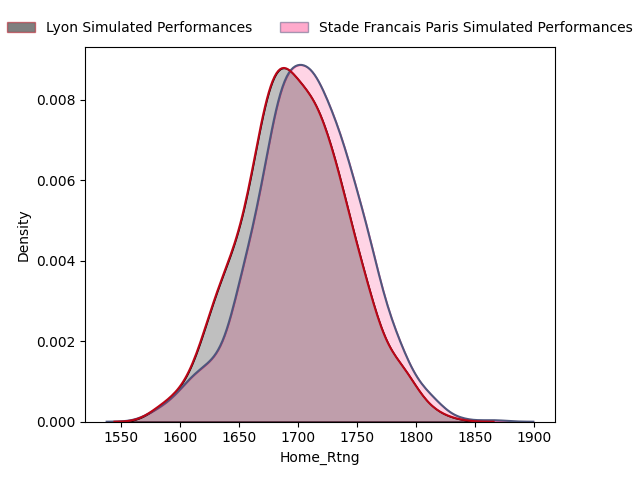 Lyon Simulated Performances Stade Francais Paris Simulated Performances
0.008
0.006
0.004
0.002
0.000
Density
1550 1600 1650 1700 1750 1800 1850 1900
Home_Rtng